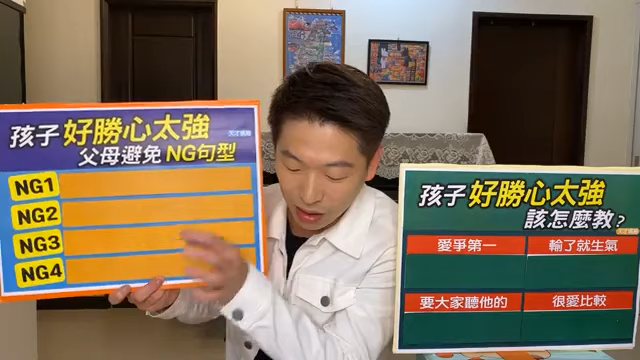 孩子 好勝心太強
父母避免 NG句型
NG1
NG2
NG3
NG4
孩子 好勝心太強
該怎麼教?
愛爭第一
輸了就生氣
要大家聽他的
很愛比較